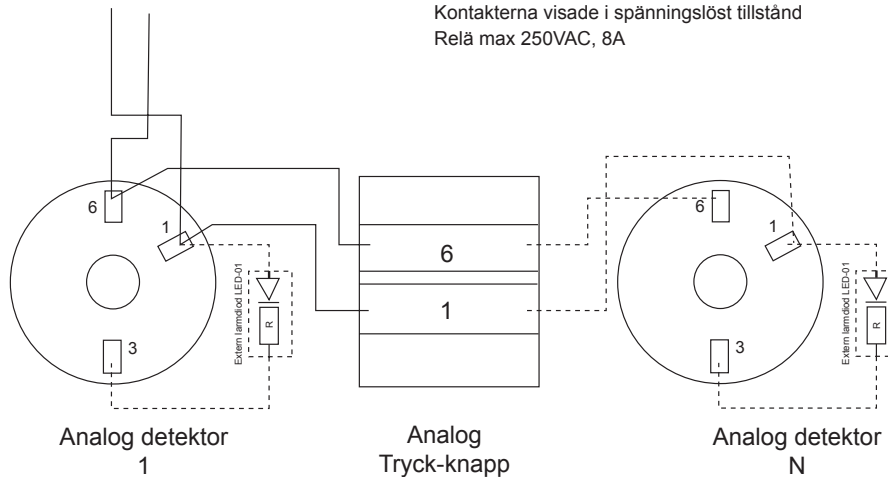 Kontakterna visade i spänningslöst tillstånd
Relä max 250VAC, 8A
6
1
3
Extern larmdiod LED-01
R
6
1
6
1
3
Extern larmdiod LED-01
R
Analog detektor
1
Analog
Tryck-knapp
Analog detektor
N